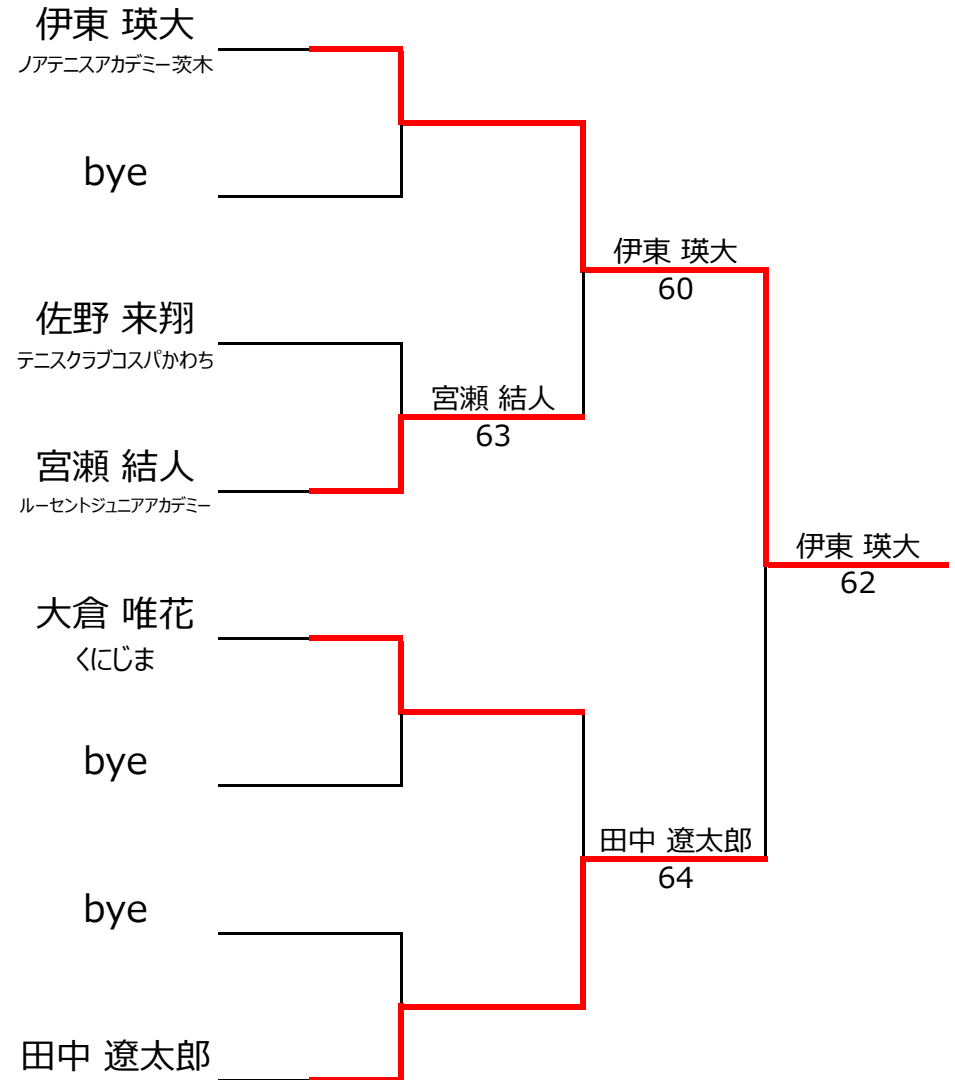 伊東 瑛大
ノアテニスアカデミー茨木
bye
伊東 瑛大
60
佐野 来翔
テニスクラブコスパかわち
宮瀬 結人
63
宮瀬 結人
ルーセントジュニアアカデミー
伊東 瑛大
62
大倉 唯花
くにじま
bye
田中 遼太郎
64
bye
田中 遼太郎